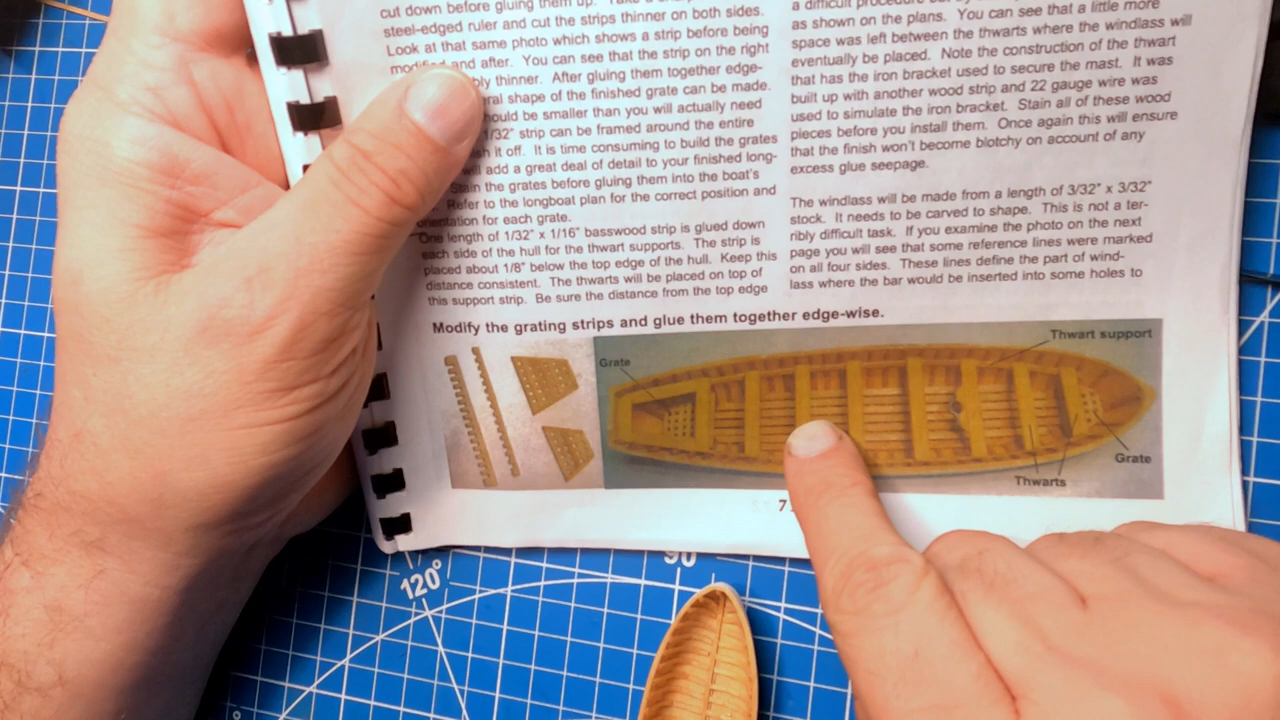 cut down before gluing them up. Take a
steel-edged ruler and cut the strips thinner on both sides.
Look at that same photo which shows a strip before being
and after. You can see that the strip on the right
bly thinner. After gluing them together edge-
ral shape of the finished grate can be made.
ould be smaller than you will actually need
1/32" strip can be framed around the entire
h it off. It is time consuming to build the grates
will add a great deal of detail to your finished long-
Stain the grates before gluing them into the boat's
Refer to the longboat plan for the correct position and
orientation for each grate.
One length of 1/32" x 1/16" basswood strip is glued down
each side of the hull for the thwart supports. The strip is
placed about 1/8" below the top edge of the hull. Keep this
distance consistent. The thwarts will be placed on top of
this support strip. Be sure the distance from the top edge
a difficult procedure
as shown on the plans. You can see that a little more
space was left between the thwarts where the windlass will
eventually be placed. Note the construction of the thwart
that has the iron bracket used to secure the mast. It was
built up with another wood strip and 22 gauge wire was
used to simulate the iron bracket. Stain all of these wood
pieces before you install them. Once again this will ensure
that the finish won't become blotchy on account of any
excess glue seepage.
The windlass will be made from a length of 3/32" x 3/32"
stock. It needs to be carved to shape. This is not a ter-
ribly difficult task. If you examine the photo on the next
page you will see that some reference lines were marked
on all four sides. These lines define the part of wind-
lass where the bar would be inserted into some holes to
Modify the grating strips and glue them together edge-wise.
Grate
Thwart support
Grate
Thwarts
7
120°
90